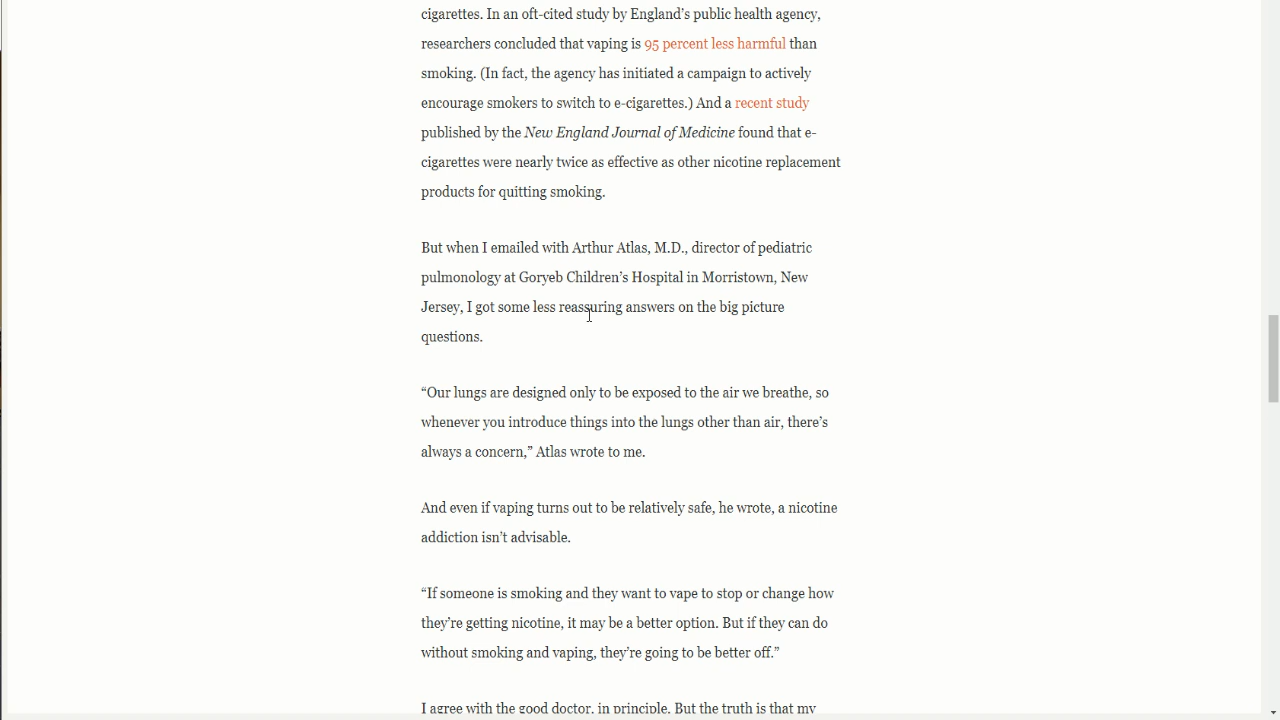 cigarettes. In an oft-cited study by England’s public health agency,
researchers concluded that vaping is 95 percent less harmful than
smoking. (In fact, the agency has initiated a campaign to actively
encourage smokers to switch to e-cigarettes.) And a recent study
published by the New England Journal of Medicine found that e-
cigarettes were nearly twice as effective as other nicotine replacement
products for quitting smoking.
But when I emailed with Arthur Atlas, M.D., director of pediatric
pulmonology at Goryeb Children’s Hospital in Morristown, New
Jersey, I got some less reassuring answers on the big picture
questions.
“Our lungs are designed only to be exposed to the air we breathe, so
whenever you introduce things into the lungs other than air, there’s
always a concern,” Atlas wrote to me.
And even if vaping turns out to be relatively safe, he wrote, a nicotine
addiction isn’t advisable.
“If someone is smoking and they want to vape to stop or change how
they’re getting nicotine, it may be a better option. But if they can do
without smoking and vaping, they’re going to be better off.”
I agree with the good doctor, in principle. But the truth is that my